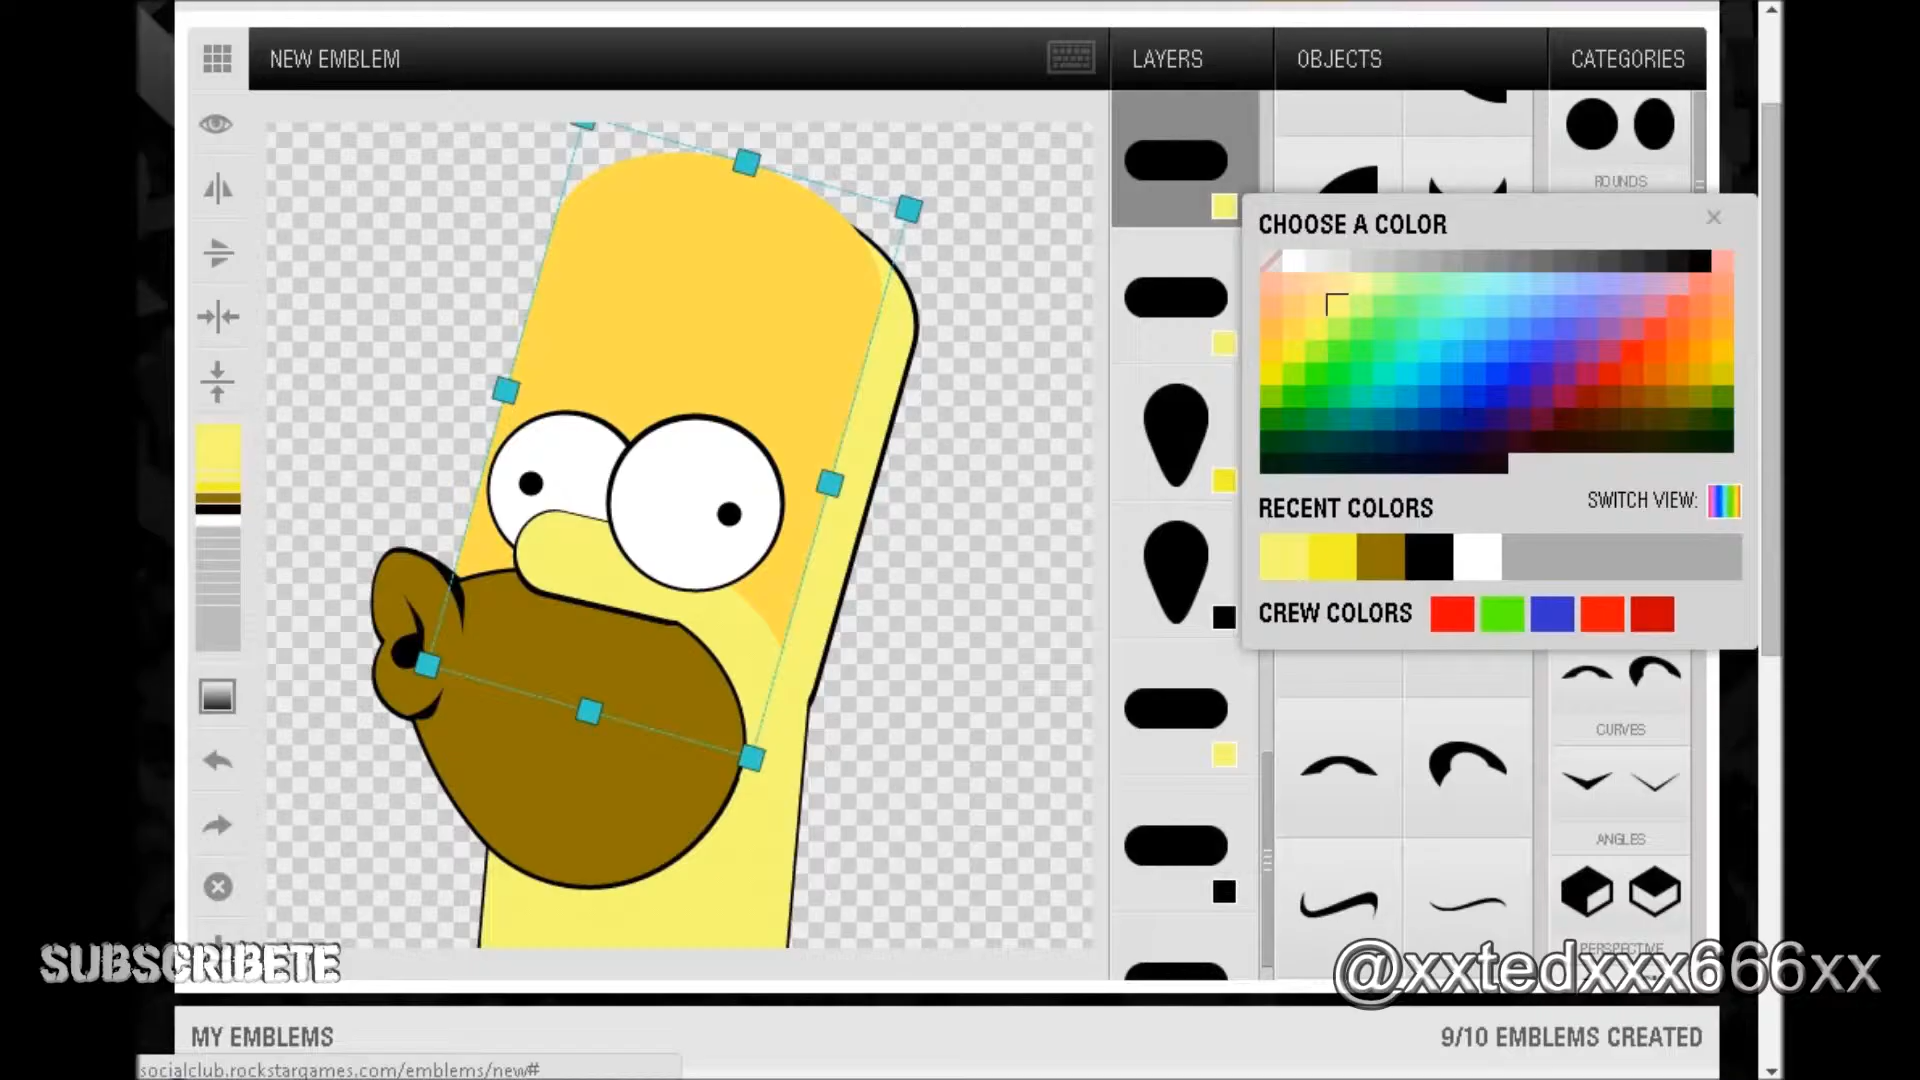 NEW EMBLEM
LAYERS
OBJECTS
CATEGORIES
ROUNDS
CHOOSE A COLOR
SWITCH VIEW:
RECENT COLORS
CREW COLORS
CURVES
ANGLES
PERSPECTIVE
SUBSCRIBETE
@xxtedxxx666xx
MY EMBLEMS
9/10 EMBLEMS CREATED
socialclub.rockstargames.com/emblems/new#